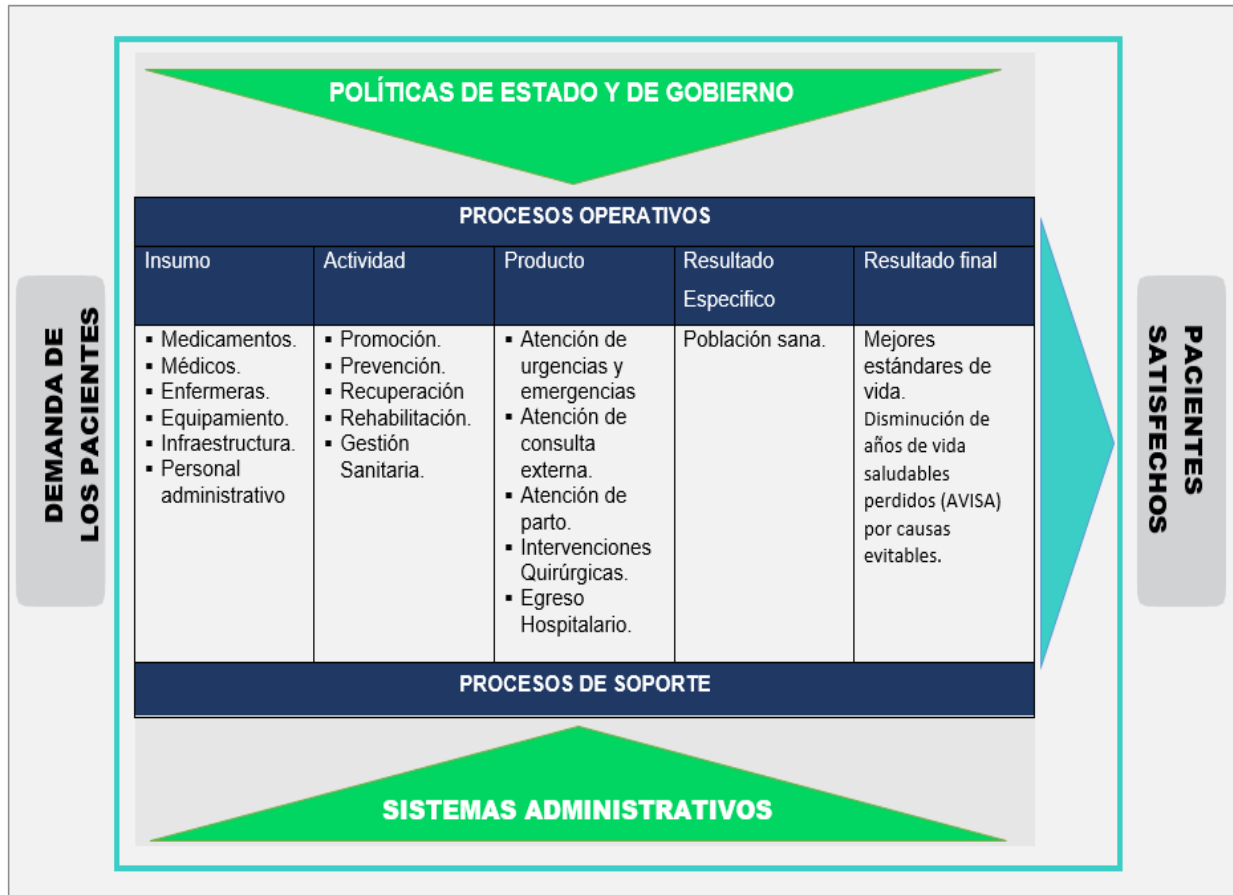 POLÍTICAS DE ESTADO Y DE GOBIERNO
DEMANDA DE
LOS PACIENTES
PROCESOS OPERATIVOS
Insumo
Actividad
Producto
Resultado
Especifico
Resultado final
▪ Medicamentos.
▪ Médicos.
▪ Enfermeras.
▪ Equipamiento.
▪ Infraestructura.
▪ Personal
administrativo
▪ Promoción.
▪ Prevención.
▪ Recuperación
▪ Rehabilitación.
▪ Gestión
Sanitaria.
▪ Atención de
urgencias y
emergencias
▪ Atención de
consulta
externa.
▪ Atención de
parto.
▪ Intervenciones
Quirúrgicas.
▪ Egreso
Hospitalario.
Población sana.
Mejores
estándares de
vida.
Disminución de
años de vida
saludables
perdidos (AVISA)
por causas
evitables.
PROCESOS DE SOPORTE
SISTEMAS ADMINISTRATIVOS
PACIENTES
SATISFECHOS